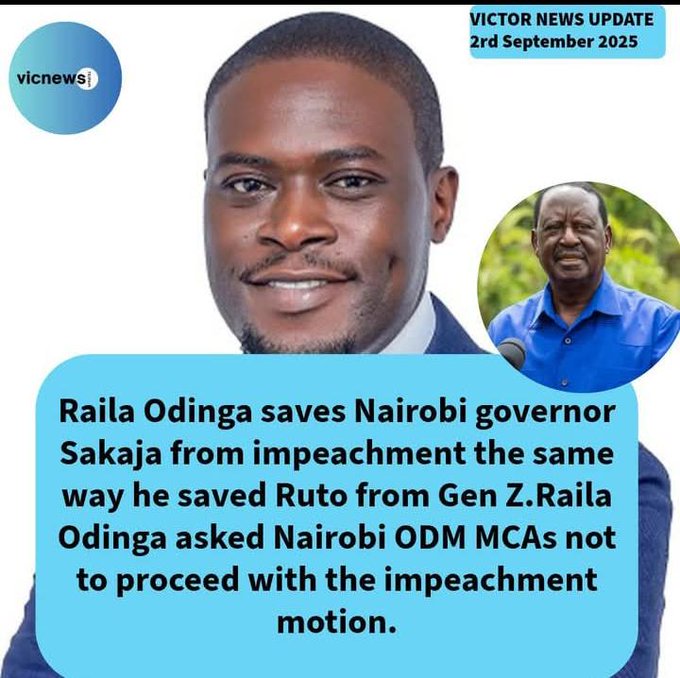 VICTOR NEWS UPDATE
2rd September 2025
vicnews
Raila Odinga saves Nairobi governor
Sakaja from impeachment the same
way he saved Ruto from Gen Z.Raila
Odinga asked Nairobi ODM MCAs not
to proceed with the impeachment
motion.